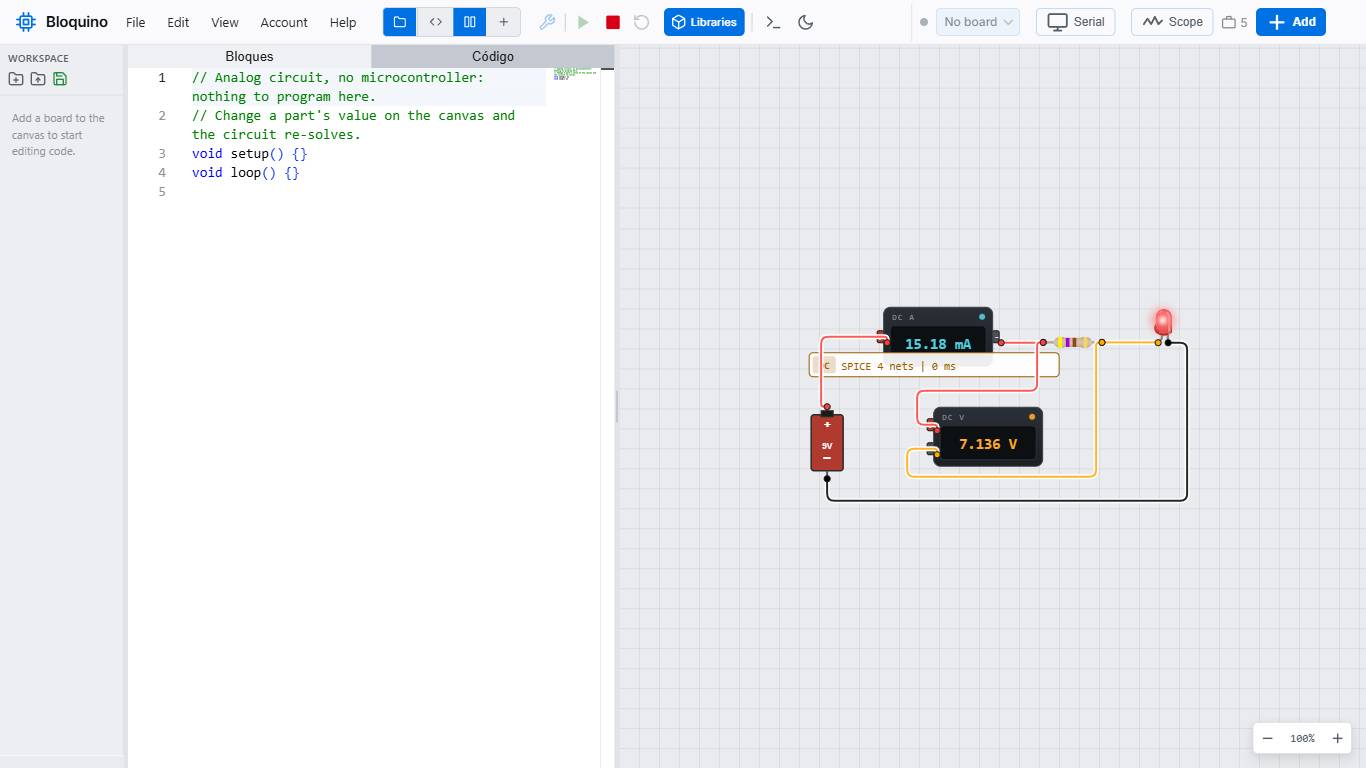 Bloquino File Edit View Account Help Libraries No board Serial Scope 5 Add
WORKSPACE
Add a board to the
canvas to start
editing code.
Bloques Código
1 // Analog circuit, no microcontroller:
nothing to program here.
2 // Change a part's value on the canvas and
the circuit re-solves.
3 void setup() {}
4 void loop() {}
5
DC A
15.18 mA
SPICE 4 nets | 0 ms
+
9V
−
DC V
7.136 V
− 100% +